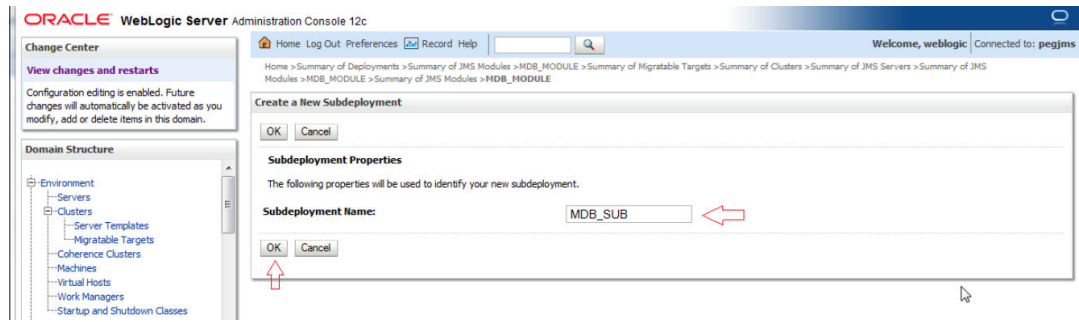 ORACLE WebLogic Server Administration Console 12c
Change Center
View changes and restarts
Configuration editing is enabled. Future
changes will automatically be activated as you
modify, add or delete items in this domain.
Domain Structure
Environment
Servers
Clusters
Server Templates
Migratable Targets
Coherence Clusters
Machines
Virtual Hosts
Work Managers
Startup and Shutdown Classes
Home Log Out Preferences Record Help
Welcome, weblogic Connected to: pegjms
Home >Summary of Deployments >Summary of JMS Modules >MDB_MODULE >Summary of Migratable Targets >Summary of Clusters >Summary of JMS Servers >Summary of JMS
Modules >MDB_MODULE >Summary of JMS Modules >MDB_MODULE
Create a New Subdeployment
OK Cancel
Subdeployment Properties
The following properties will be used to identify your new subdeployment.
Subdeployment Name: MDB_SUB
OK Cancel